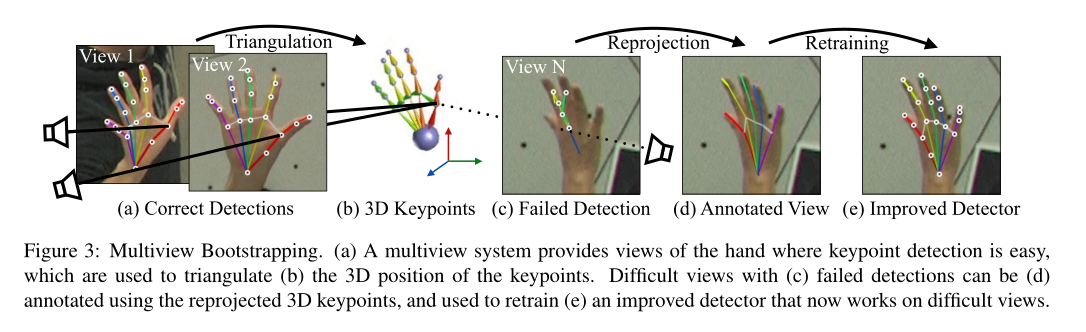 Triangulation
Reprojection
Retraining
View 1
View 2
View N
(a) Correct Detections
(b) 3D Keypoints
(c) Failed Detection
(d) Annotated View
(e) Improved Detector
Figure 3: Multiview Bootstrapping. (a) A multiview system provides views of the hand where keypoint detection is easy,
which are used to triangulate (b) the 3D position of the keypoints. Difficult views with (c) failed detections can be (d)
annotated using the reprojected 3D keypoints, and used to retrain (e) an improved detector that now works on difficult views.